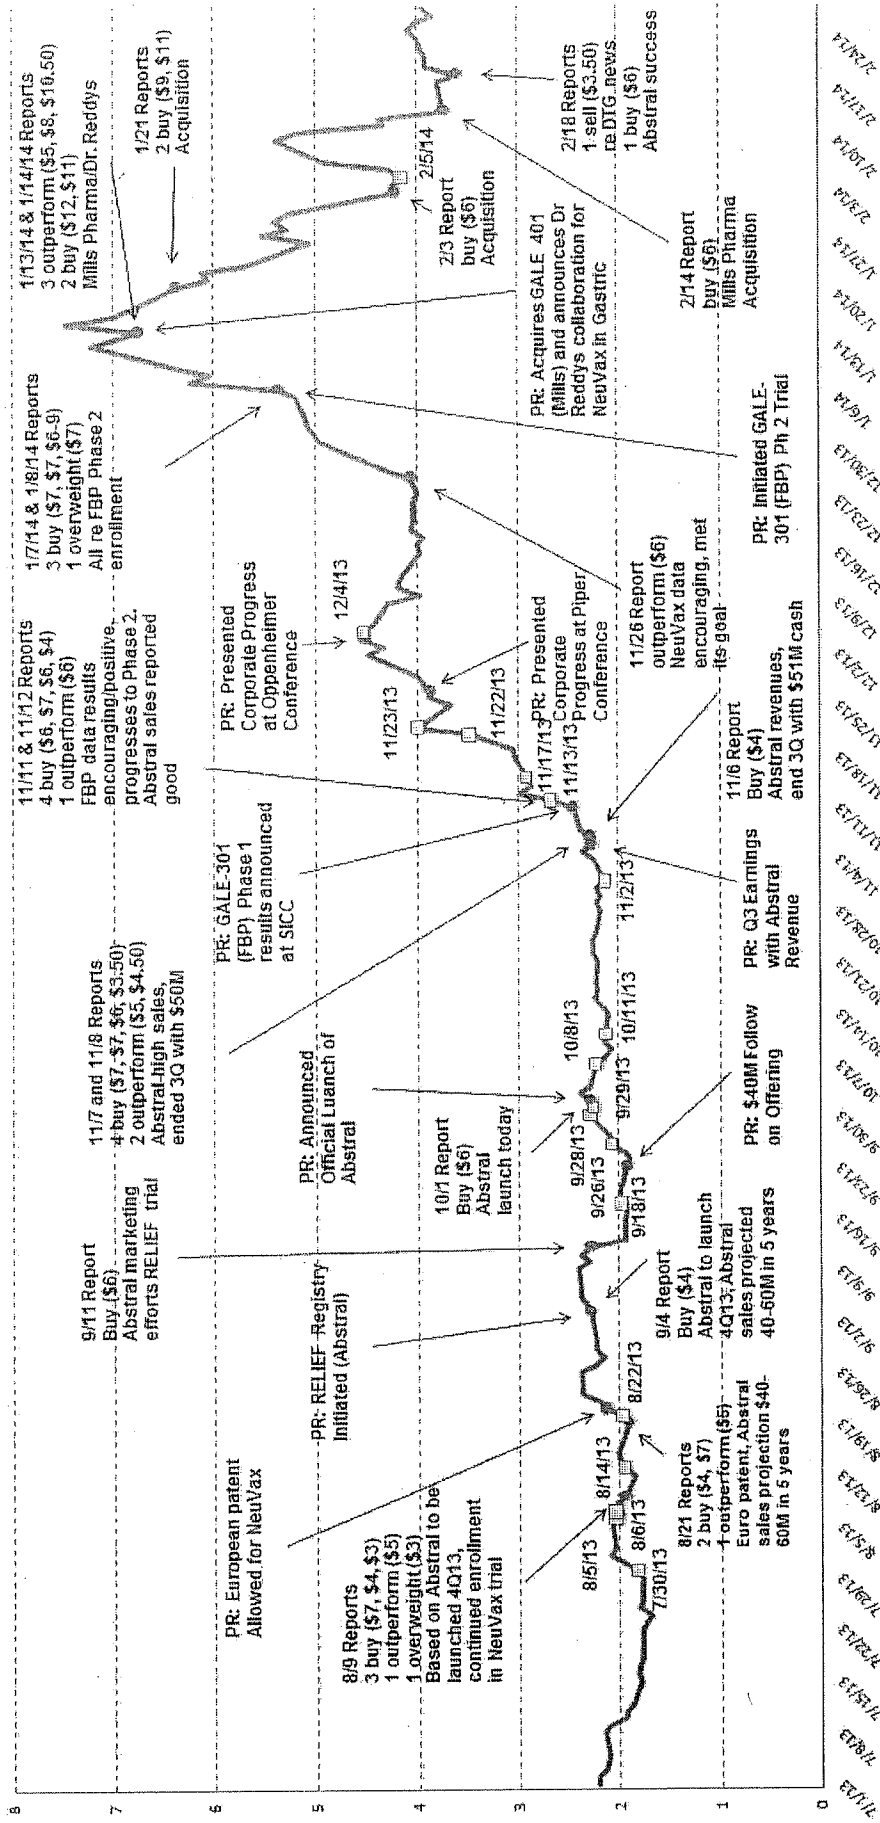 8
7
6
5
4
3
2
1
0
7/1/13
7/8/13
7/15/13
7/22/13
7/29/13
8/5/13
8/12/13
8/19/13
8/26/13
9/2/13
9/9/13
9/16/13
9/23/13
9/30/13
10/7/13
10/14/13
10/21/13
10/28/13
11/4/13
11/11/13
11/18/13
11/25/13
12/2/13
12/9/13
12/16/13
12/23/13
12/30/13
1/6/14
1/13/14
1/20/14
1/27/14
2/3/14
2/10/14
2/17/14
2/24/14
PR: European patent
Allowed for NeuVax
8/9 Reports
3 buy ($7, $4, $3)
1 outperform ($5)
1 overweight ($3)
Based on Abstral to be
launched 4Q13,
continued enrollment
in NeuVax trial
7/30/13
8/5/13
8/6/13
8/14/13
8/22/13
8/21 Reports
2 buy ($4, $7)
1 outperform ($5)
Euro patent, Abstral
sales projection $40-
60M in 5 years
PR: RELIEF Registry
Initiated (Abstral)
9/4 Report
Buy ($4)
Abstral to launch
4Q13, Abstral
sales projected
40-60M in 5 years
9/11 Report
Buy ($6)
Abstral marketing
efforts RELIEF trial
9/18/13
9/26/13
9/28/13
9/29/13
PR: $40M Follow
on Offering
10/1 Report
Buy ($6)
Abstral
launch today
PR: Announced
Official Luanch of
Abstral
10/8/13
10/11/13
11/7 and 11/8 Reports
4 buy ($7, $7, $6, $3.50)
2 outperform ($5, $4.50)
Abstral-high sales,
ended 3Q with $50M
11/2/13
PR: Q3 Earnings
with Abstral
Revenue
11/6 Report
Buy ($4)
Abstral revenues,
end 3Q with $51M cash
PR: GALE-301
(FBP) Phase 1
results announced
at SICC
11/11 & 11/12 Reports
4 buy ($6, $7, $6, $4)
1 outperform ($6)
FBP data results
encouraging/positive,
progresses to Phase 2.
Abstral sales reported
good
11/13/13
11/17/13
11/22/13
11/23/13
PR: Presented
Corporate
Progress at Piper
Conference
11/26 Report
outperform ($6)
NeuVax data
encouraging, met
its goal
PR: Presented
Corporate Progress
at Oppenheimer
Conference
12/4/13
1/7/14 & 1/8/14 Reports
3 buy ($7, $7, $6-9)
1 overweight ($7)
All re FBP Phase 2
enrollment
PR: Initiated GALE-
301 (FBP) Ph 2 Trial
PR: Acquires GALE 401
(Mills) and announces Dr
Reddys collaboration for
NeuVax in Gastric
1/13/14 & 1/14/14 Reports
3 outperform ($5, $8, $10.50)
2 buy ($12, $11)
Mills Pharma/Dr. Reddys
1/21 Reports
2 buy ($9, $11)
Acquisition
2/3 Report
buy ($6)
Acquisition
2/5/14
2/14 Report
buy ($6)
Mills Pharma
Acquisition
2/18 Reports
1 sell ($3.50)
re DTG news
1 buy ($6)
Abstral success